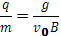 q/m = g/(v₀B)